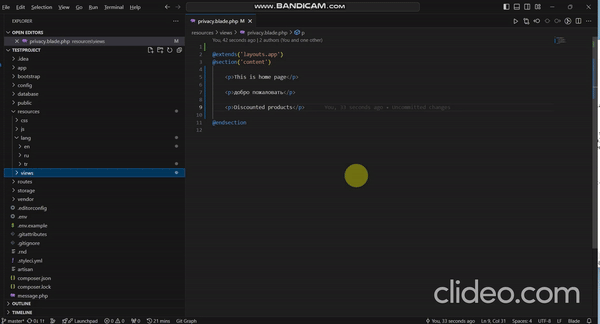 File Edit Selection View Go Run Terminal Help
WWW.BANDICAM.COM
EXPLORER
OPEN EDITORS
privacy.blade.php resources\views M
TESTPROJECT
.idea
app
bootstrap
config
database
public
resources
css
js
lang
en
ru
tr
views
routes
storage
vendor
.editorconfig
.env
.env.example
.gitattributes
.gitignore
.rnd
.styleci.yml
artisan
composer.json
composer.lock
message.php
OUTLINE
TIMELINE
privacy.blade.php M
resources > views > privacy.blade.php > p
You, 42 seconds ago | 2 authors (You and one other)
1
2 @extends('layouts.app')
3 @section('content')
4
5 <p>This is home page</p>
6
7 <p>добро пожаловать</p>
8
9 <p>Discounted products</p> You, 33 seconds ago • Uncommitted changes
10
11 @endsection
12
master* 0↓ 11↑ Launchpad 0 0 0 21 mins Git Graph
You, 33 seconds ago Ln 9, Col 31 Spaces: 4 UTF-8 LF Blade
clideo.com